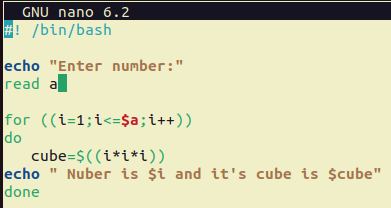 GNU nano 6.2
#! /bin/bash
echo "Enter number:"
read a
for ((i=1;i<=$a;i++))
do
cube=$((i*i*i))
echo " Nuber is $i and it's cube is $cube"
done